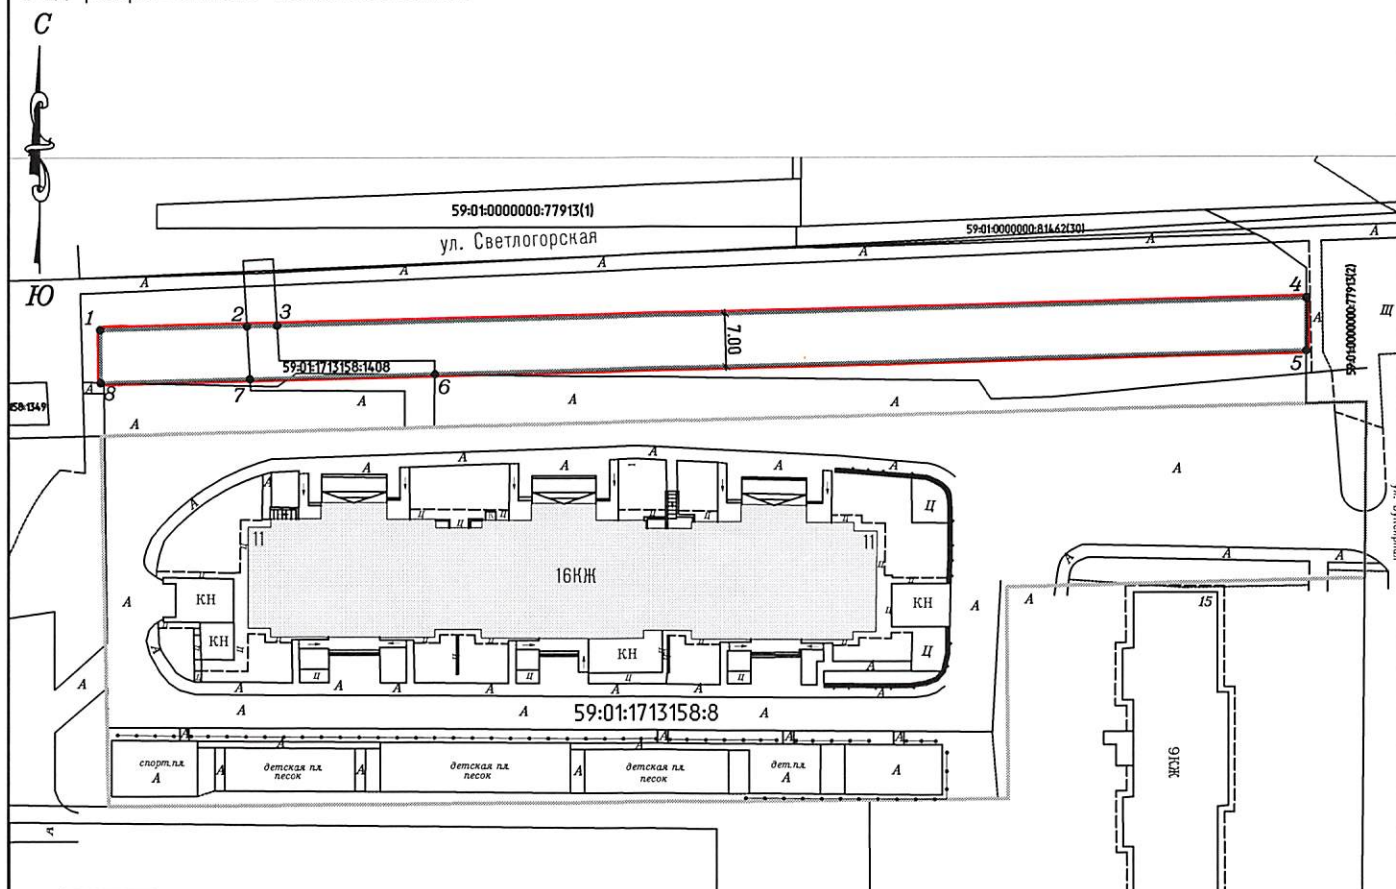 С
Ю
59:01:0000000:77913(1)
ул. Светлогорская
59:01:0000000:81462(30)
А
А
А
А
А
А
1
2
3
4
5
6
7
8
7.00
59:01:1713158:1408
59:01:0000000:77913(2)
Щ
А
А
158:1349
А
А
А
А
А
А
А
А
А
А
А
А
Ц
Ц
11
11
16КЖ
КН
КН
КН
КН
Ц
А
А
А
А
А
А
15
9КЖ
А
А
А
А
А
А
А
А
А
59:01:1713158:8
А
А
А
А
А
А
спорт.пл.
А
А
детская пл.
песок
А
детская пл.
песок
А
детская пл.
песок
дет.пл.
А
А
А